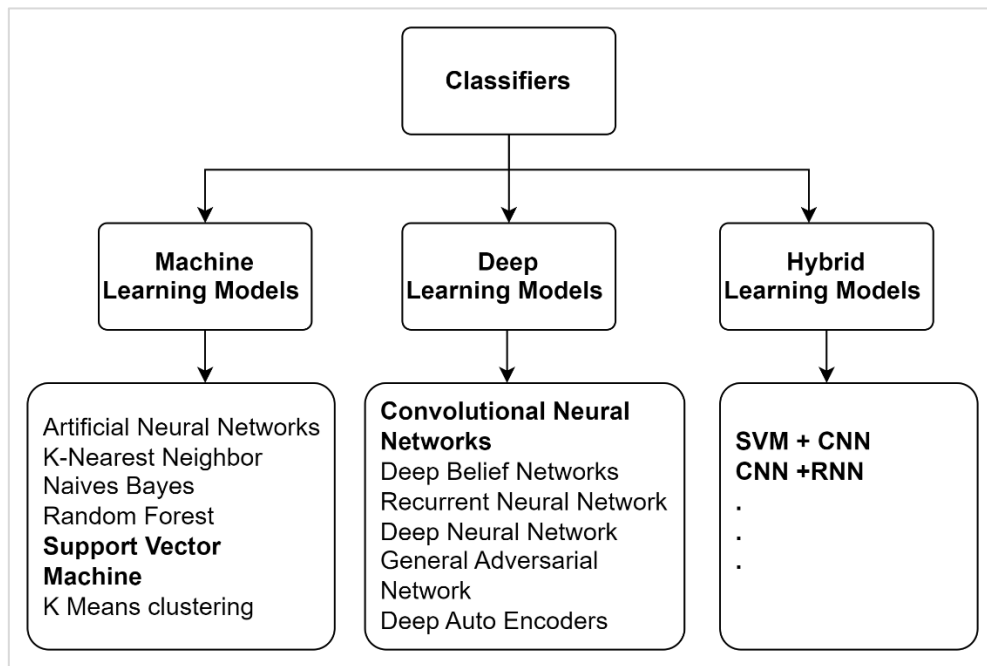 Classifiers
Machine
Learning Models
Deep
Learning Models
Hybrid
Learning Models
Artificial Neural Networks
K-Nearest Neighbor
Naives Bayes
Random Forest
Support Vector
Machine
K Means clustering
Convolutional Neural
Networks
Deep Belief Networks
Recurrent Neural Network
Deep Neural Network
General Adversarial
Network
Deep Auto Encoders
SVM + CNN
CNN +RNN
.
.
.